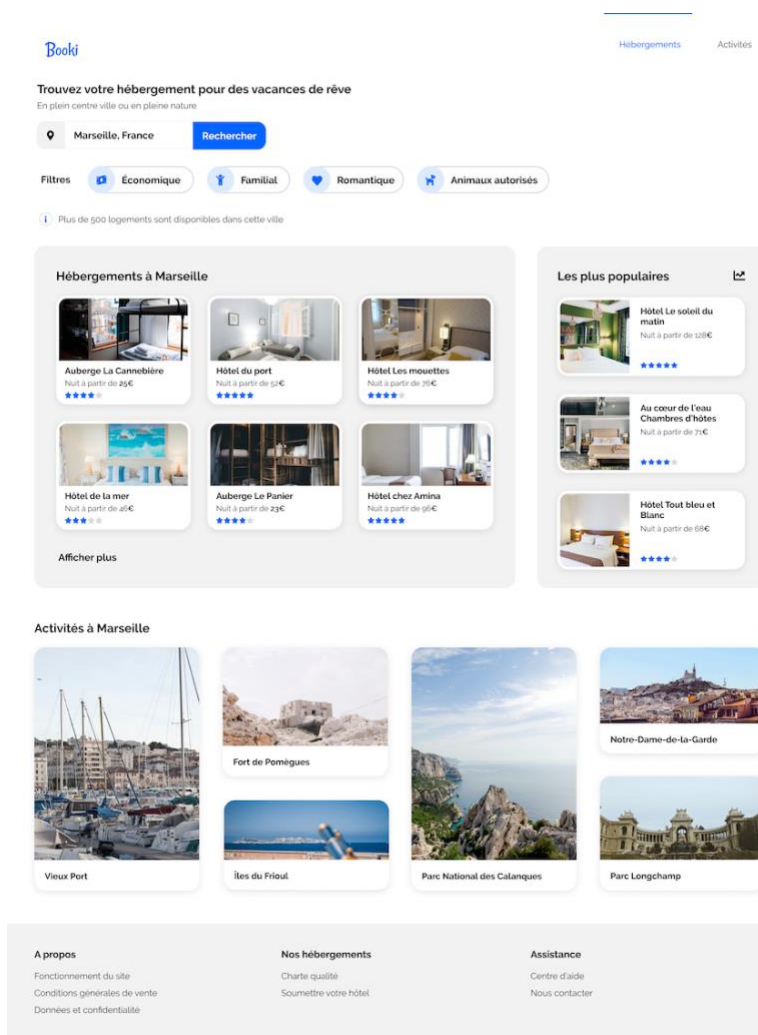 Booki
Hébergements
Activités
Trouvez votre hébergement pour des vacances de rêve
En plein centre ville ou en pleine nature
Marseille, France
Rechercher
Filtres
Économique
Familial
Romantique
Animaux autorisés
Plus de 500 logements sont disponibles dans cette ville
Hébergements à Marseille
Auberge La Cannebière
Nuit à partir de 25€
Hôtel du port
Nuit à partir de 52€
Hôtel Les mouettes
Nuit à partir de 76€
Hôtel de la mer
Nuit à partir de 46€
Auberge Le Panier
Nuit à partir de 23€
Hôtel chez Amina
Nuit à partir de 96€
Afficher plus
Les plus populaires
Hôtel Le soleil du
matin
Nuit à partir de 128€
Au cœur de l'eau
Chambres d'hôtes
Nuit à partir de 71€
Hôtel Tout bleu et
Blanc
Nuit à partir de 68€
Activités à Marseille
Vieux Port
Fort de Pomègues
Îles du Frioul
Parc National des Calanques
Notre-Dame-de-la-Garde
Parc Longchamp
A propos
Fonctionnement du site
Conditions générales de vente
Données et confidentialité
Nos hébergements
Charte qualité
Soumettre votre hôtel
Assistance
Centre d'aide
Nous contacter